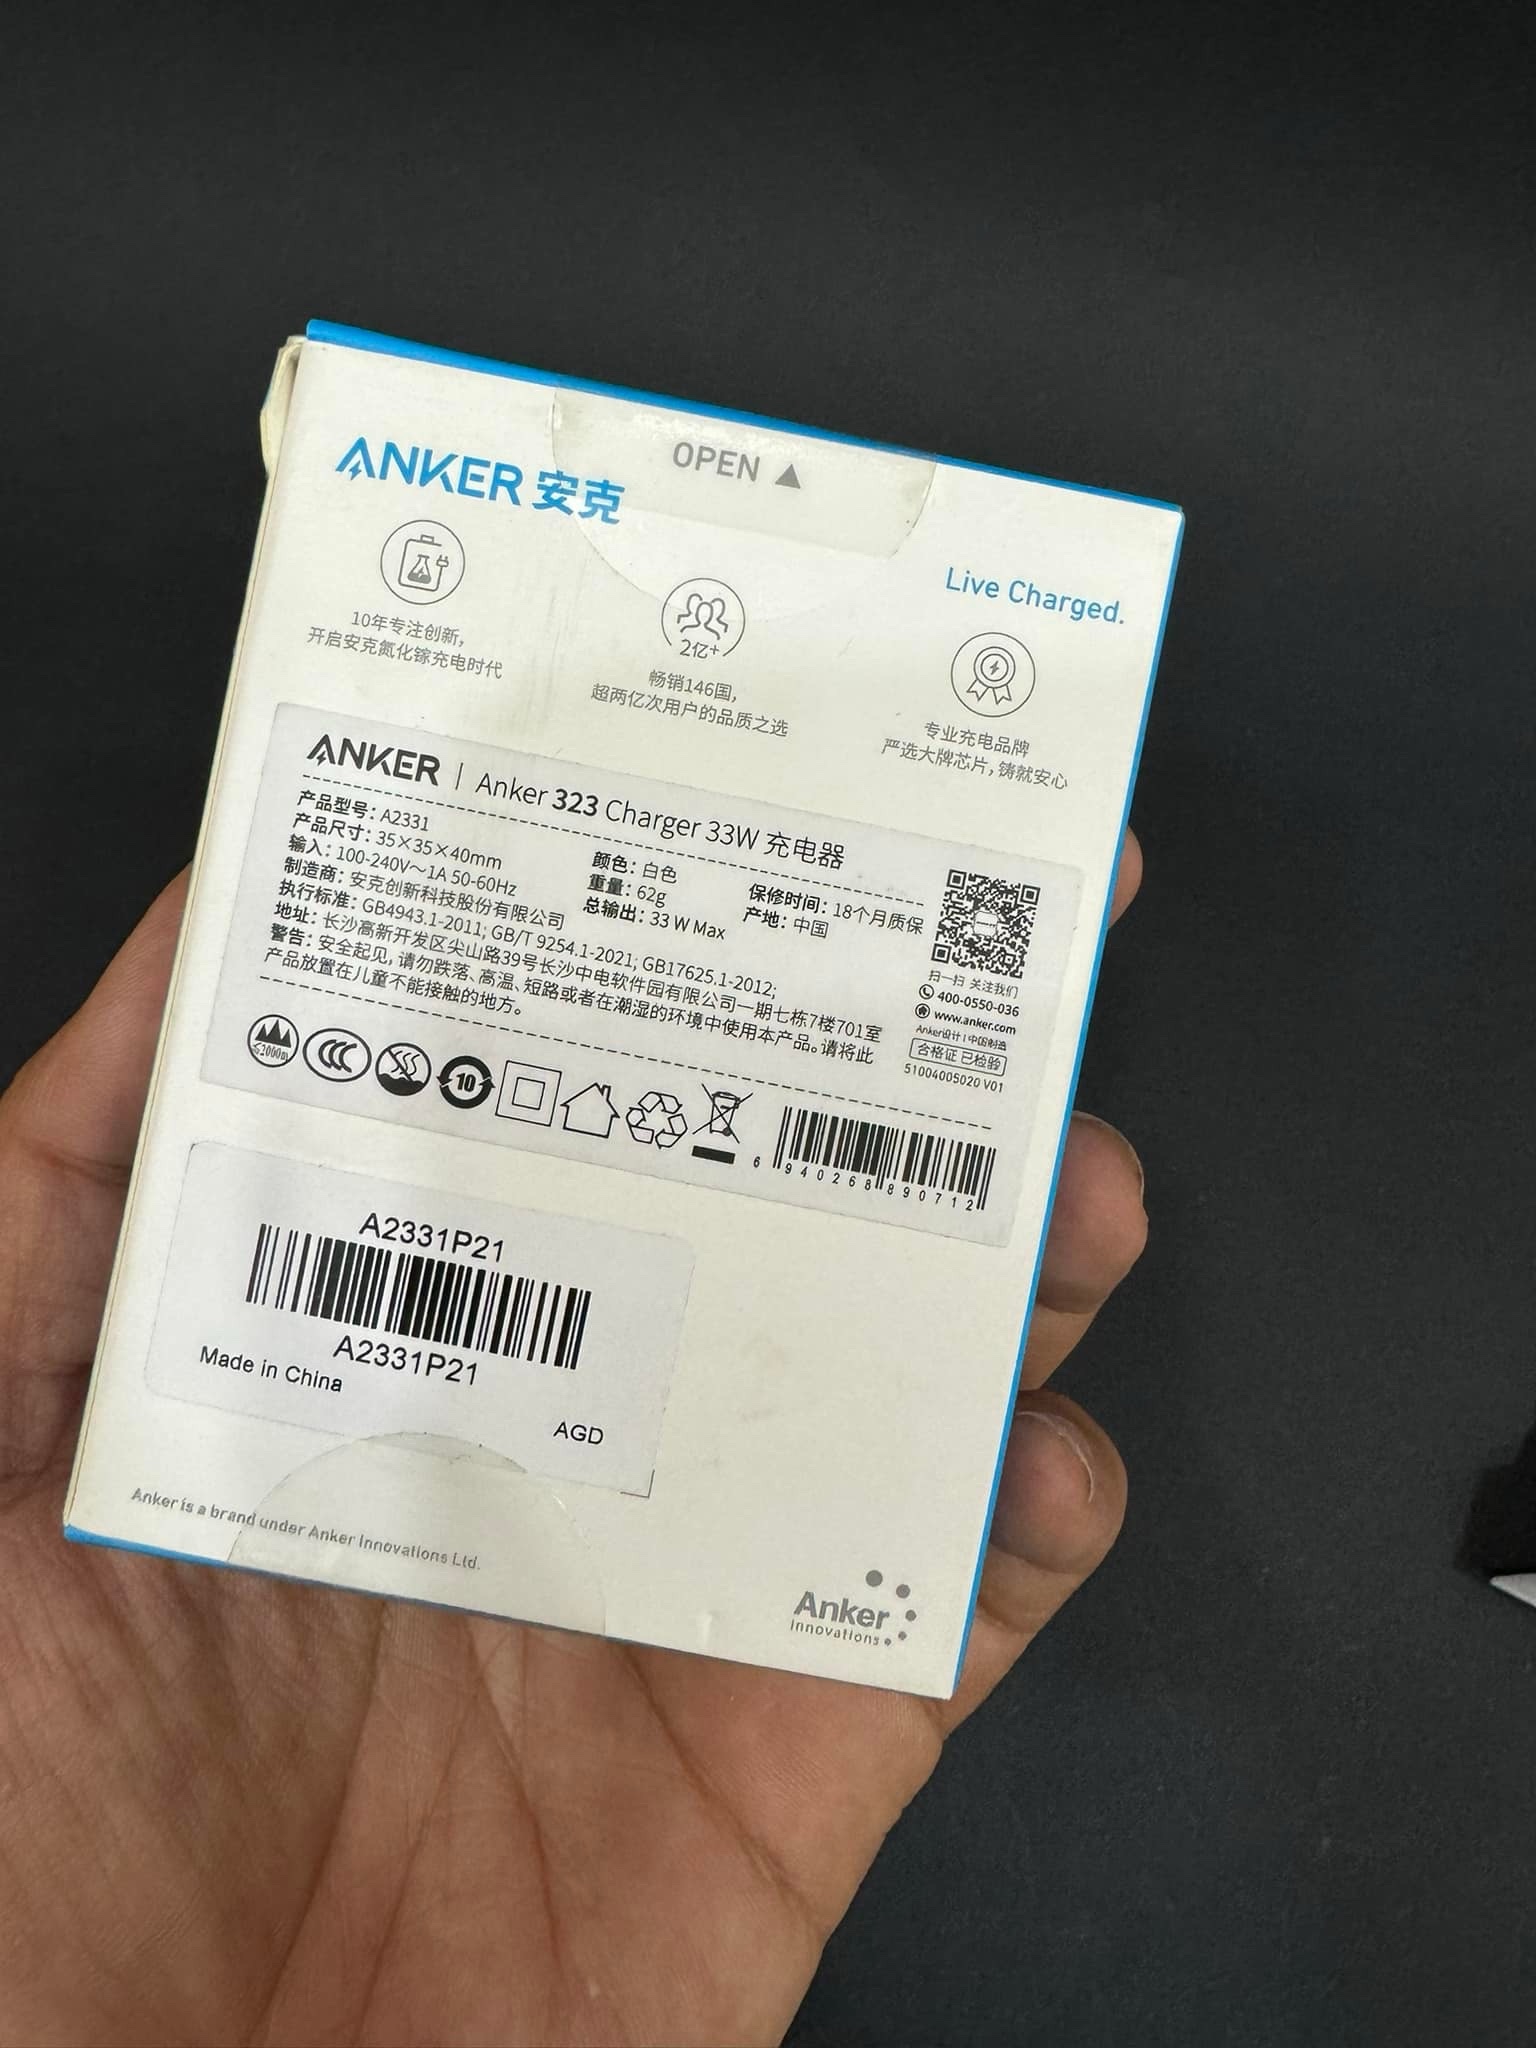 OPEN ▲
ANKER 安克
Live Charged.
10年专注创新,
开启安克氮化镓充电时代
2亿+
畅销146国,
超两亿次用户的品质之选
专业充电品牌
严选大牌芯片, 铸就安心
ANKER | Anker 323 Charger 33W 充电器
产品型号: A2331
产品尺寸: 35×35×40mm 颜色: 白色 保修时间: 18个月质保
输入: 100-240V~1A 50-60Hz 重量: 62g 产地: 中国
制造商: 安克创新科技股份有限公司 总输出: 33 W Max
执行标准: GB4943.1-2011; GB/T 9254.1-2021; GB17625.1-2012;
地址: 长沙高新开发区尖山路39号长沙中电软件园有限公司一期七栋7楼701室
警告: 安全起见, 请勿跌落、高温、短路或者在潮湿的环境中使用本产品。请将此
产品放置在儿童不能接触的地方。
扫一扫 关注我们
400-0550-036
www.anker.com
Anker设计 | 中国制造
合格证 已检验
51004005020 V01
≤2000m
10
6 940268 890712
A2331P21
A2331P21
Made in China
AGD
Anker is a brand under Anker Innovations Ltd.
Anker
Innovations